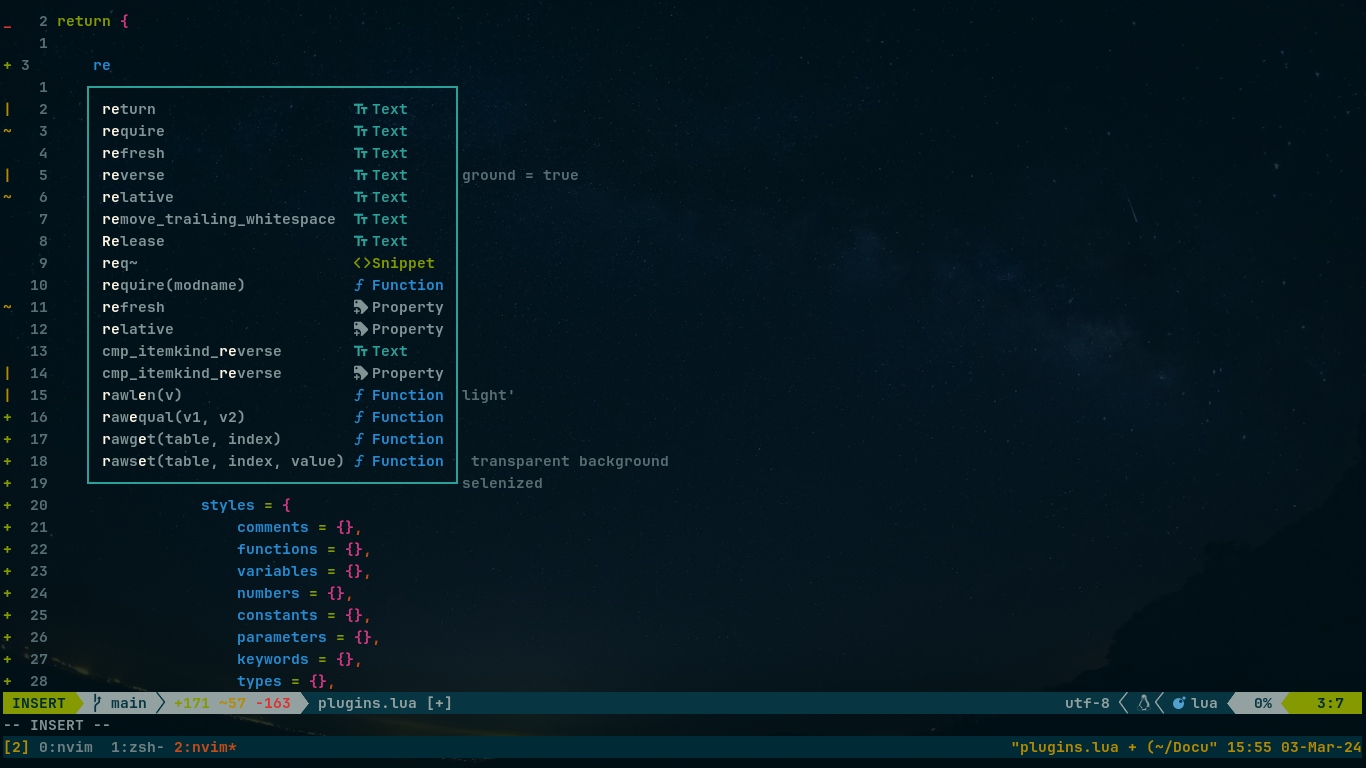 _ 2 return {
1
+ 3 re
1
| 2 return Text
~ 3 require Text
4 refresh Text
| 5 reverse Text ground = true
~ 6 relative Text
7 remove_trailing_whitespace Text
8 Release Text
9 req~ <>Snippet
10 require(modname) ƒ Function
~ 11 refresh Property
12 relative Property
13 cmp_itemkind_reverse Text
| 14 cmp_itemkind_reverse Property
| 15 rawlen(v) ƒ Function light'
+ 16 rawequal(v1, v2) ƒ Function
+ 17 rawget(table, index) ƒ Function
+ 18 rawset(table, index, value) ƒ Function transparent background
+ 19 selenized
+ 20 styles = {
+ 21 comments = {},
+ 22 functions = {},
+ 23 variables = {},
+ 24 numbers = {},
+ 25 constants = {},
+ 26 parameters = {},
+ 27 keywords = {},
+ 28 types = {},
INSERT main +171 ~57 -163 plugins.lua [+] utf-8 lua 0% 3:7
-- INSERT --
[2] 0:nvim 1:zsh- 2:nvim* "plugins.lua + (~/Docu" 15:55 03-Mar-24